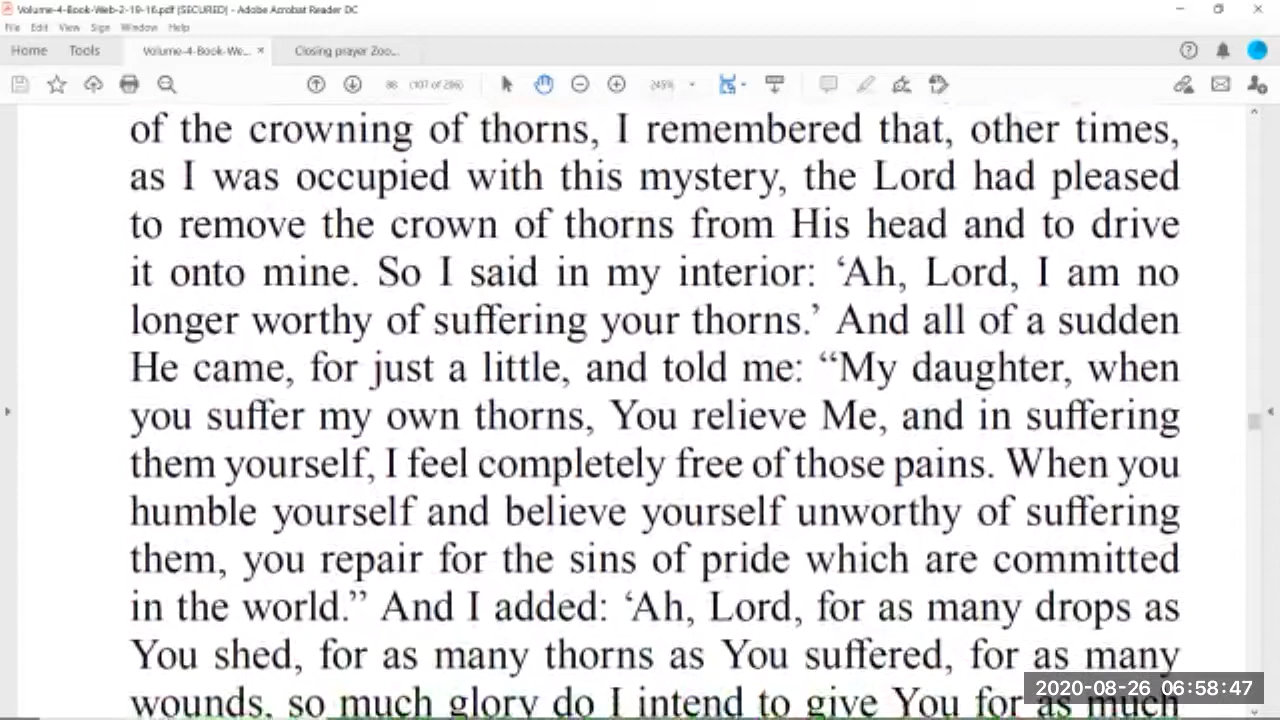 Volume-4-Book-Web-2-19-16.pdf (SECURED) - Adobe Acrobat Reader DC
File Edit View Sign Window Help
Home Tools Volume-4-Book-We... × Closing prayer Zoo...
(107 of 286) 245%
of the crowning of thorns, I remembered that, other times,
as I was occupied with this mystery, the Lord had pleased
to remove the crown of thorns from His head and to drive
it onto mine. So I said in my interior: ‘Ah, Lord, I am no
longer worthy of suffering your thorns.’ And all of a sudden
He came, for just a little, and told me: “My daughter, when
you suffer my own thorns, You relieve Me, and in suffering
them yourself, I feel completely free of those pains. When you
humble yourself and believe yourself unworthy of suffering
them, you repair for the sins of pride which are committed
in the world.” And I added: ‘Ah, Lord, for as many drops as
You shed, for as many thorns as You suffered, for as many
wounds, so much glory do I intend to give You for as much
2020-08-26 06:58:47